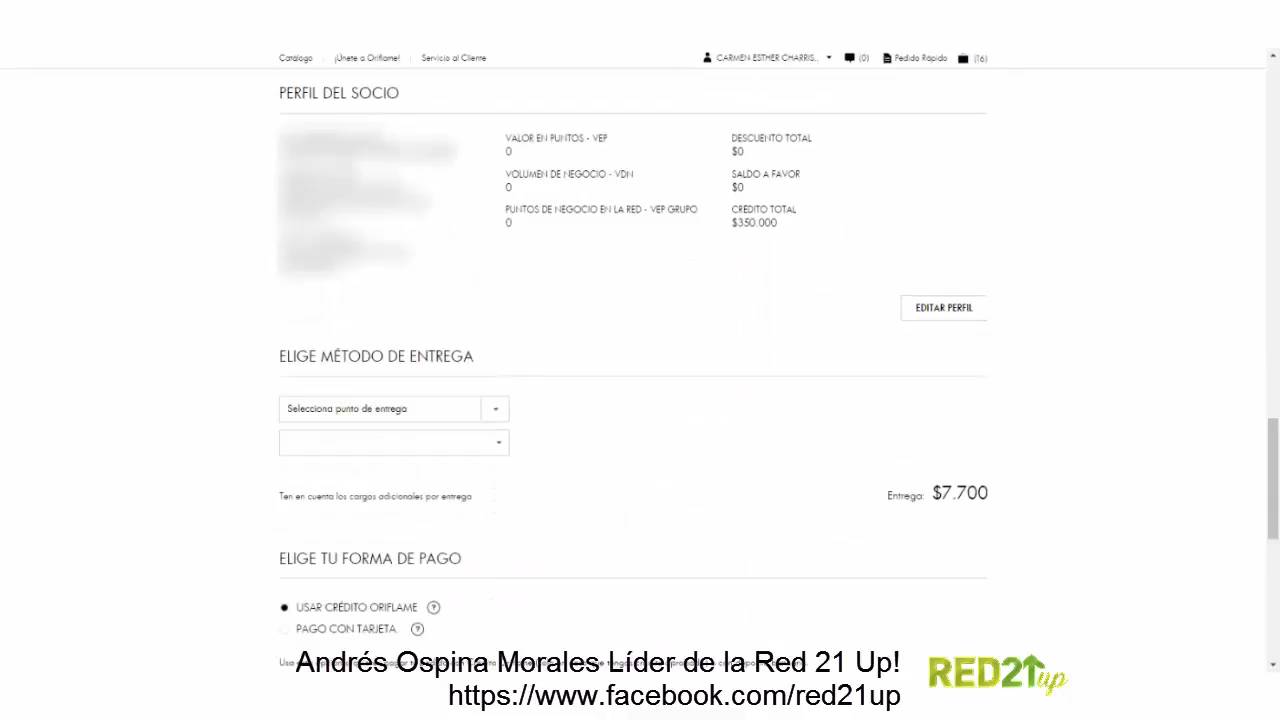 Catálogo ¡Únete a Oriflame! Servicio al Cliente CARMEN ESTHER CHARRIS.. (0) Pedido Rápido (16)
PERFIL DEL SOCIO
VALOR EN PUNTOS - VEP
0
VOLUMEN DE NEGOCIO - VDN
0
PUNTOS DE NEGOCIO EN LA RED - VEP GRUPO
0
DESCUENTO TOTAL
$0
SALDO A FAVOR
$0
CRÉDITO TOTAL
$350.000
EDITAR PERFIL
ELIGE MÉTODO DE ENTREGA
Selecciona punto de entrega
Ten en cuenta los cargos adicionales por entrega
Entrega: $7.700
ELIGE TU FORMA DE PAGO
USAR CRÉDITO ORIFLAME ?
PAGO CON TARJETA ?
Andrés Ospina Morales Líder de la Red 21 Up!
https://www.facebook.com/red21up
RED21up